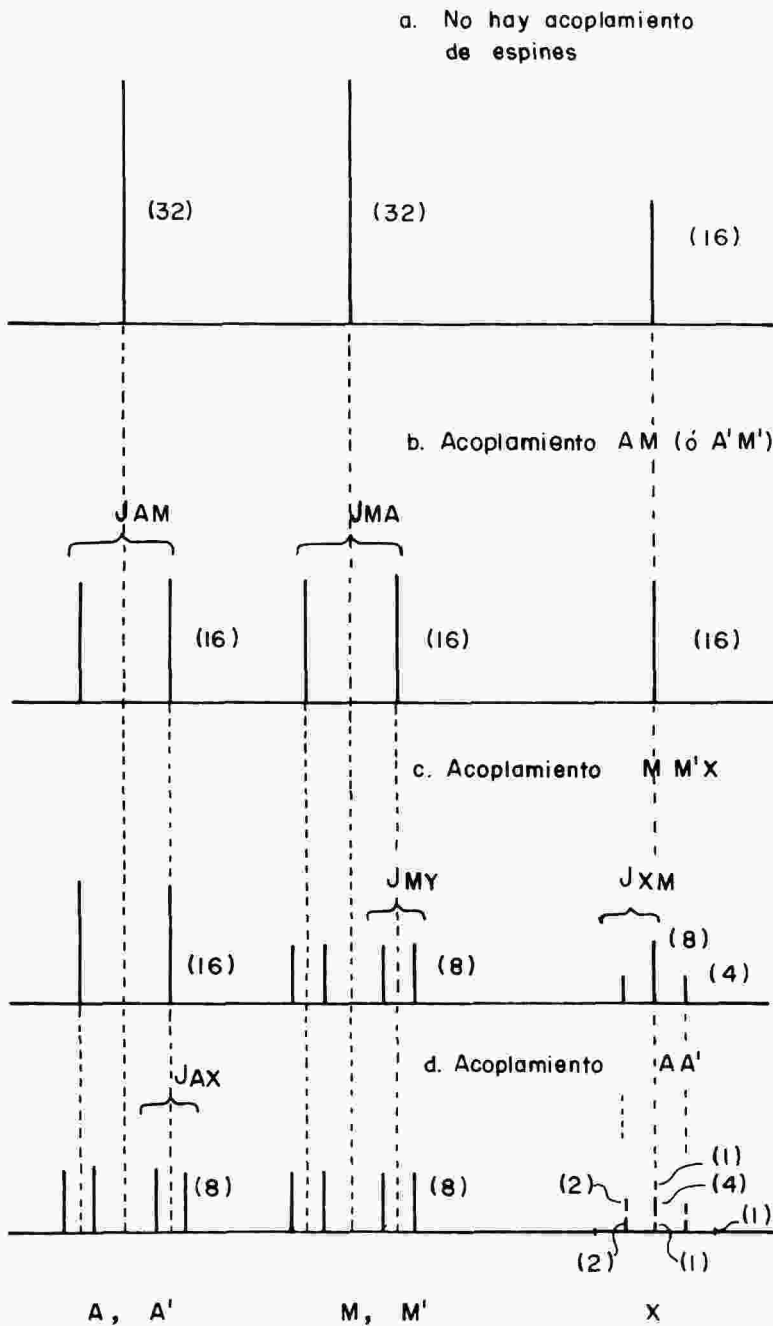 a. No hay acoplamiento
de espines
(32)
(32)
(16)
b. Acoplamiento AM (ó A'M')
JAM
JMA
(16)
(16)
(16)
c. Acoplamiento M M'X
JMY
JXM
(16)
(8)
(8)
(4)
d. Acoplamiento AA'
JAX
(8)
(8)
(2)
(2)
(1)
(4)
(1)
(1)
A, A'
M, M'
X